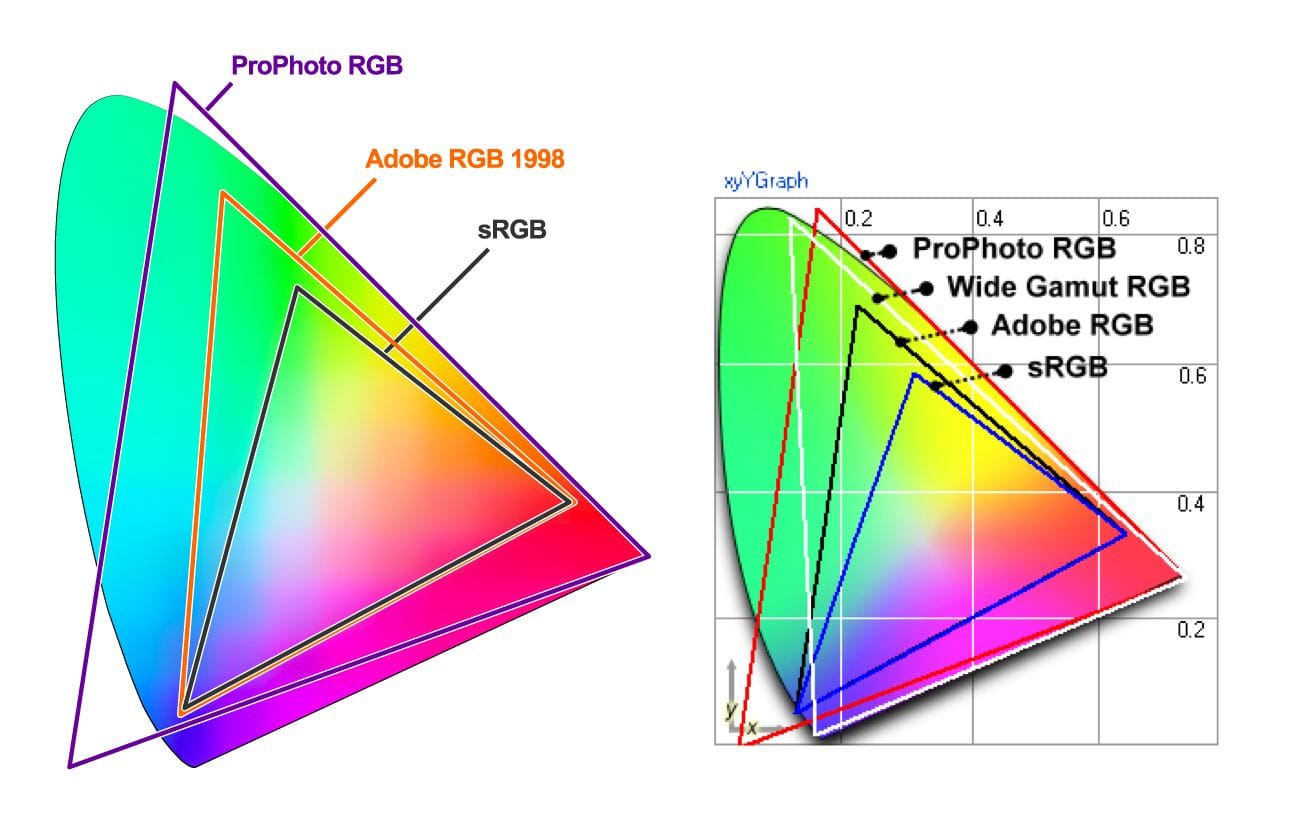 ProPhoto RGB
Adobe RGB 1998
sRGB
xyYGraph
0.2
0.4
0.6
0.8
ProPhoto RGB
Wide Gamut RGB
Adobe RGB
sRGB
0.6
0.4
0.2
y
x